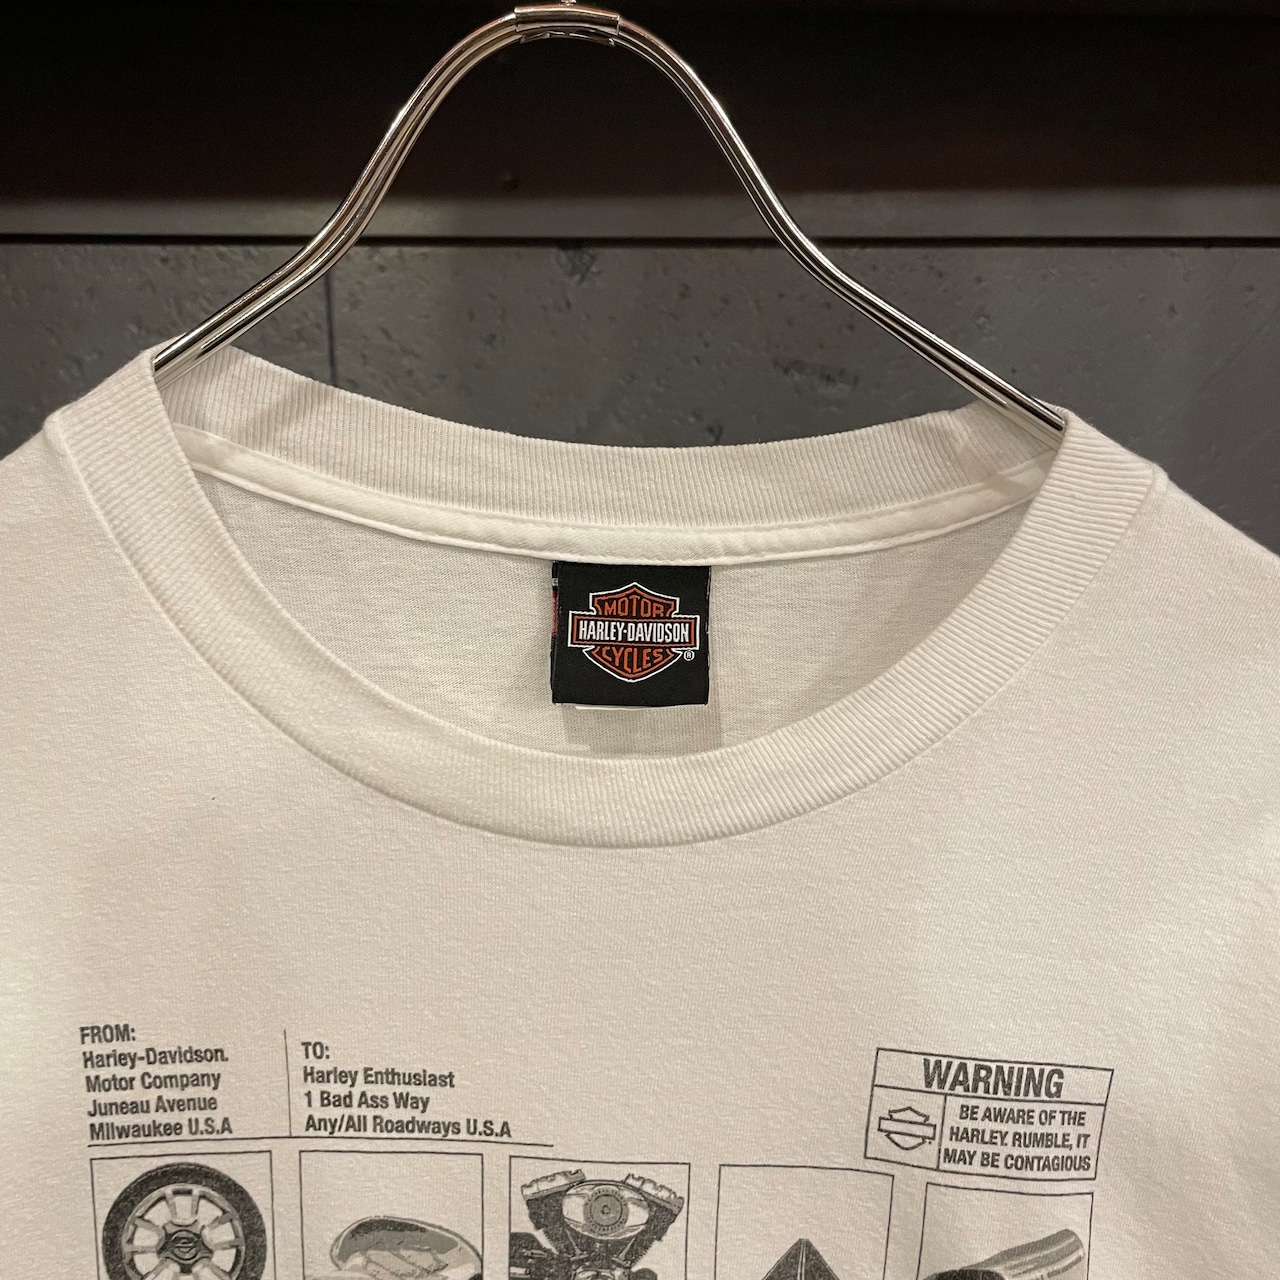 MOTOR
HARLEY-DAVIDSON
CYCLES
®
FROM:
Harley-Davidson.
Motor Company
Juneau Avenue
Milwaukee U.S.A
TO:
Harley Enthusiast
1 Bad Ass Way
Any/All Roadways U.S.A
WARNING
BE AWARE OF THE
HARLEY. RUMBLE, IT
MAY BE CONTAGIOUS